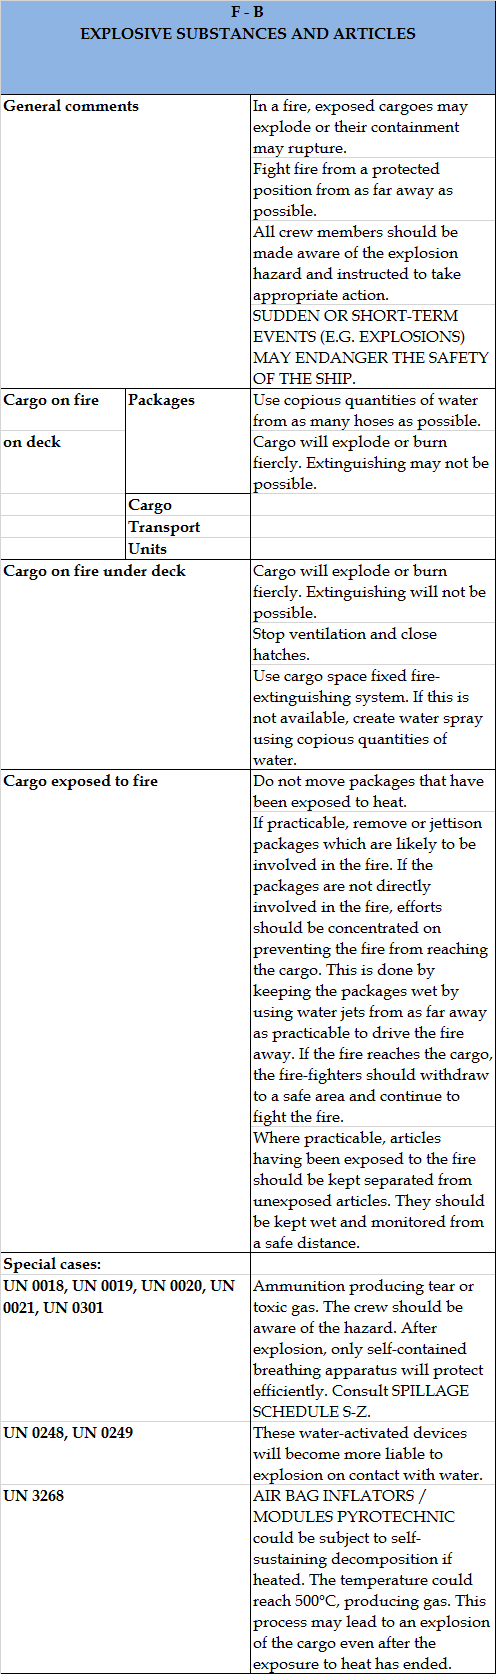 F - B
EXPLOSIVE SUBSTANCES AND ARTICLES
General comments
In a fire, exposed cargoes may
explode or their containment
may rupture.
Fight fire from a protected
position from as far away as
possible.
All crew members should be
made aware of the explosion
hazard and instructed to take
appropriate action.
SUDDEN OR SHORT-TERM
EVENTS (E.G. EXPLOSIONS)
MAY ENDANGER THE SAFETY
OF THE SHIP.
Cargo on fire
Packages
Use copious quantities of water
from as many hoses as possible.
on deck
Cargo will explode or burn
fiercly. Extinguishing may not be
possible.
Cargo
Transport
Units
Cargo on fire under deck
Cargo will explode or burn
fiercly. Extinguishing will not be
possible.
Stop ventilation and close
hatches.
Use cargo space fixed fire-
extinguishing system. If this is
not available, create water spray
using copious quantities of
water.
Cargo exposed to fire
Do not move packages that have
been exposed to heat.
If practicable, remove or jettison
packages which are likely to be
involved in the fire. If the
packages are not directly
involved in the fire, efforts
should be concentrated on
preventing the fire from reaching
the cargo. This is done by
keeping the packages wet by
using water jets from as far away
as practicable to drive the fire
away. If the fire reaches the cargo,
the fire-fighters should withdraw
to a safe area and continue to
fight the fire.
Where practicable, articles
having been exposed to the fire
should be kept separated from
unexposed articles. They should
be kept wet and monitored from
a safe distance.
Special cases:
UN 0018, UN 0019, UN 0020, UN
0021, UN 0301
Ammunition producing tear or
toxic gas. The crew should be
aware of the hazard. After
explosion, only self-contained
breathing apparatus will protect
efficiently. Consult SPILLAGE
SCHEDULE S-Z.
UN 0248, UN 0249
These water-activated devices
will become more liable to
explosion on contact with water.
UN 3268
AIR BAG INFLATORS /
MODULES PYROTECHNIC
could be subject to self-
sustaining decomposition if
heated. The temperature could
reach 500°C, producing gas. This
process may lead to an explosion
of the cargo even after the
exposure to heat has ended.